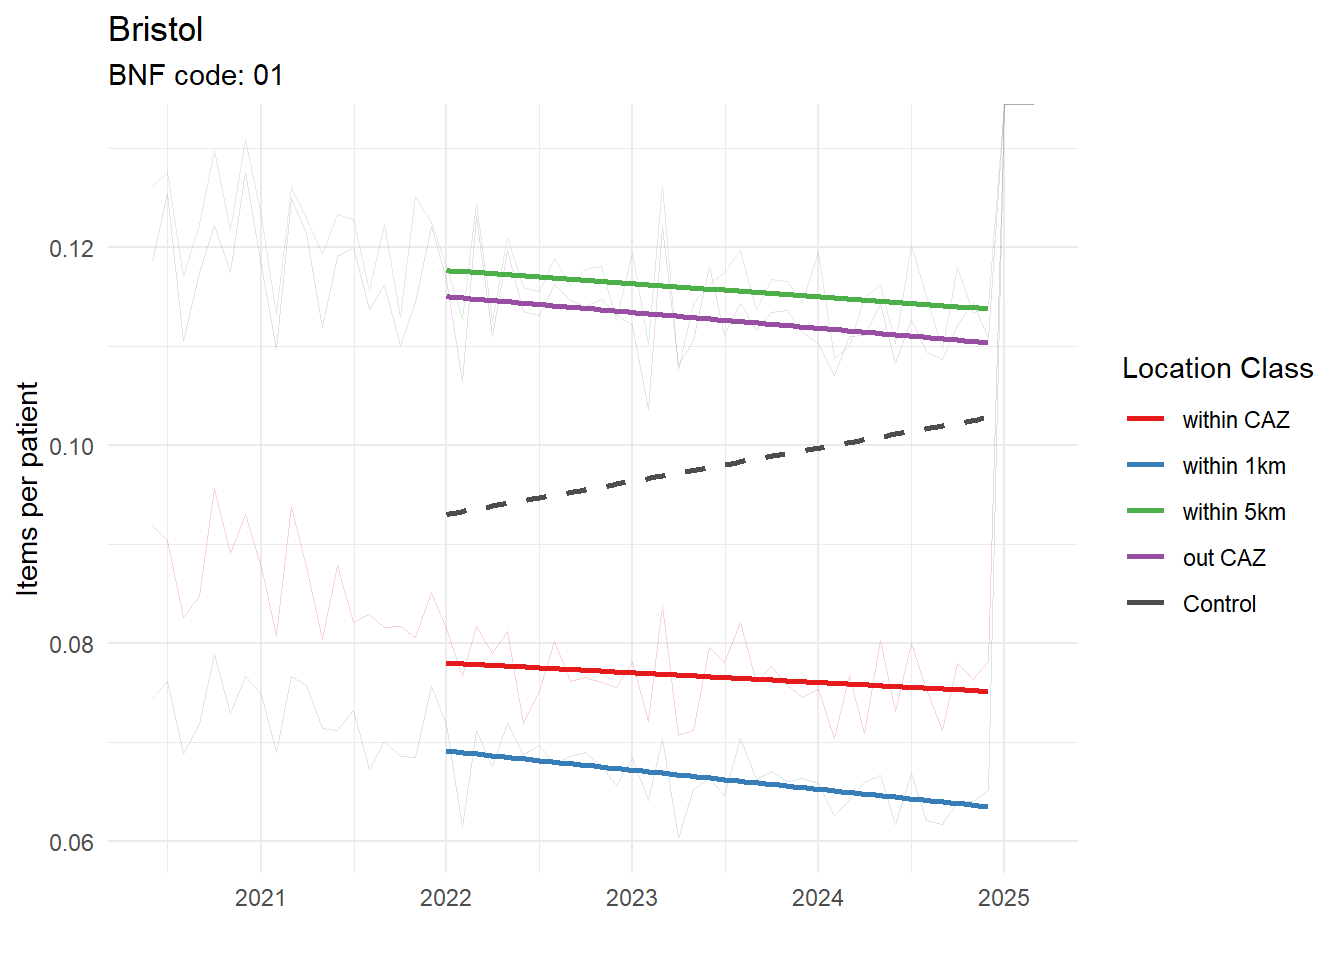 Bristol
BNF code: 01
Items per patient
0.12
0.10
0.08
0.06
2021
2022
2023
2024
2025
Location Class
within CAZ
within 1km
within 5km
out CAZ
Control